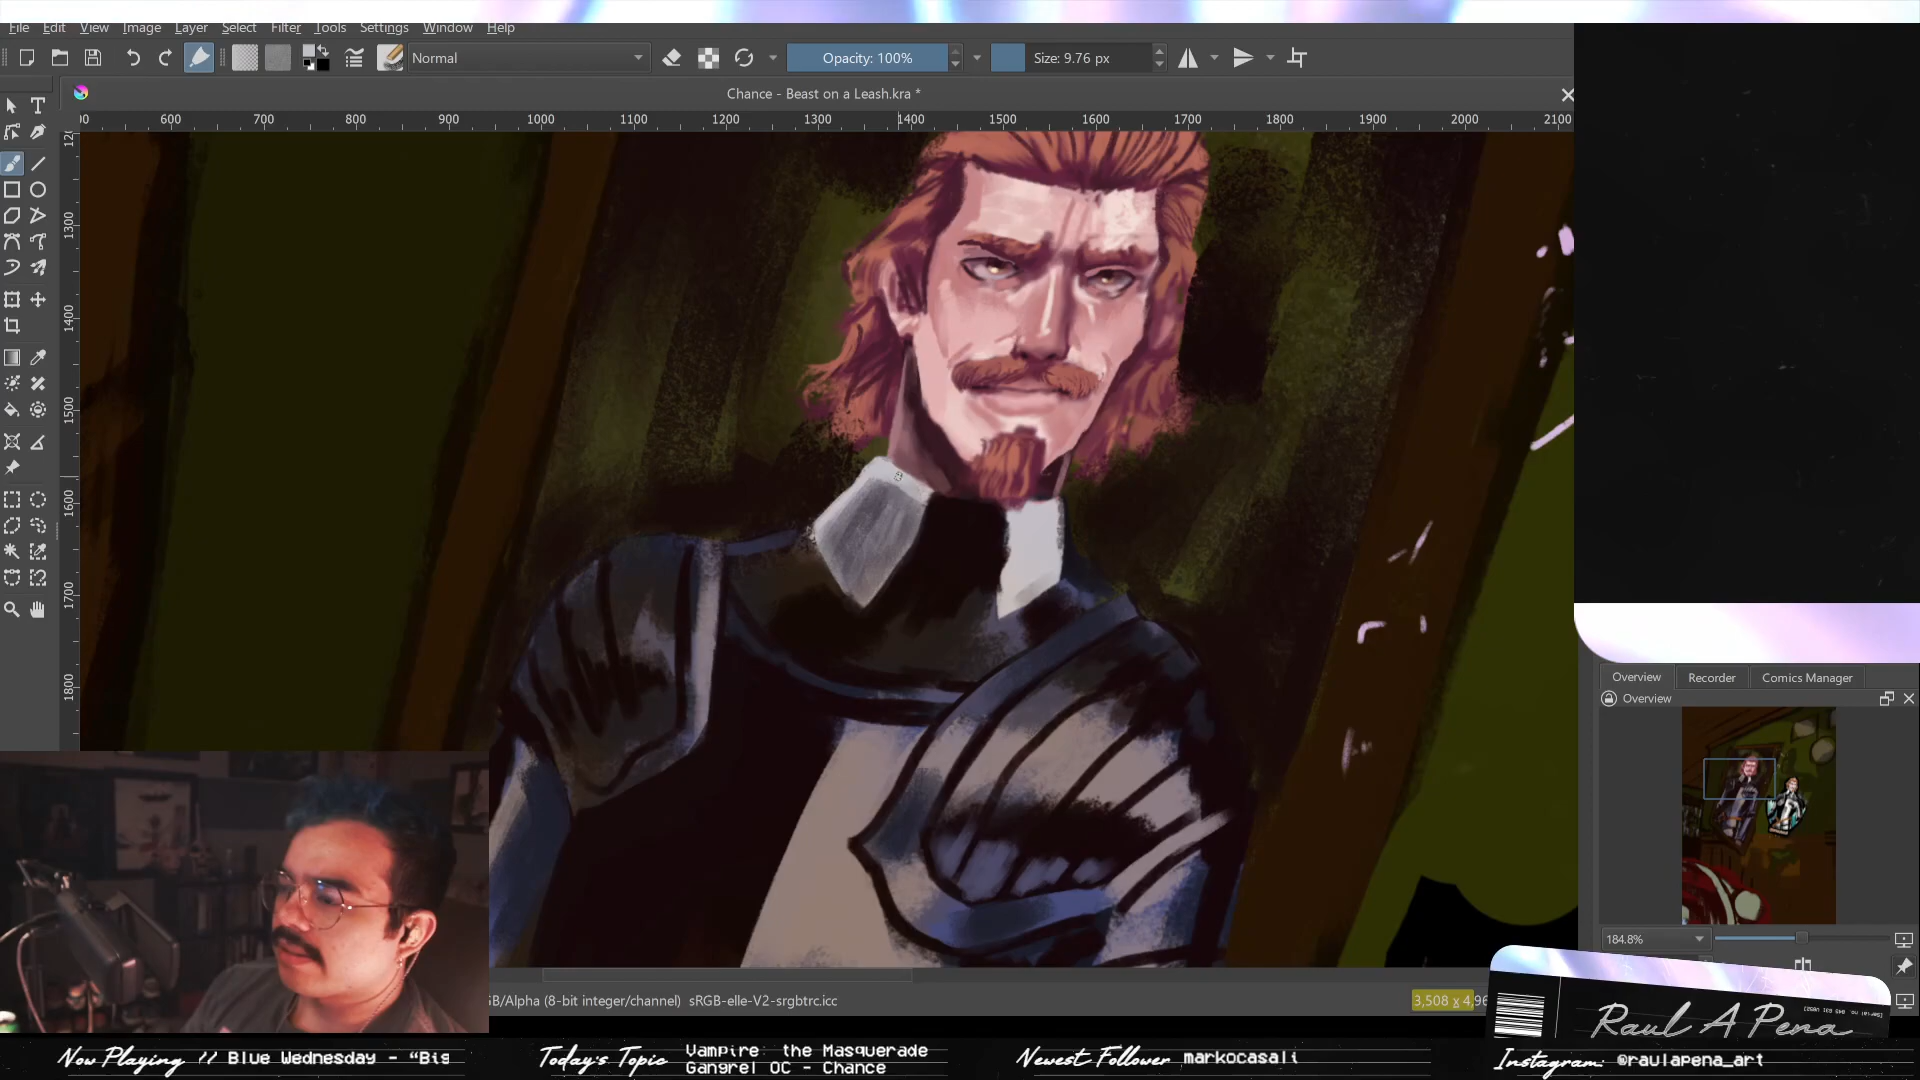 File Edit View Image Layer Select Filter Tools Settings Window Help
Normal
Opacity: 100%
Size: 9.76 px
Chance - Beast on a Leash.kra *
600 700 800 900 1000 1100 1200 1300 1400 1500 1600 1700 1800 1900 2000 2100
1300
1400
1500
1600
1700
1800
Overview Recorder Comics Manager
Overview
184.8%
/Alpha (8-bit integer/channel) sRGB-elle-V2-srgbtrc.icc
3,508 x 4,96
Raul A Pena
Now Playing // Blue Wednesday - “Big
Today's Topic
Vampire: the Masquerade
Gangrel OC - Chance
Newest Follower markocasali
Instagram: @raulapena_art